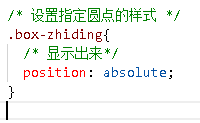 /* 设置指定圆点的样式 */
.box-zhiding{
/* 显示出来*/
position: absolute;
}